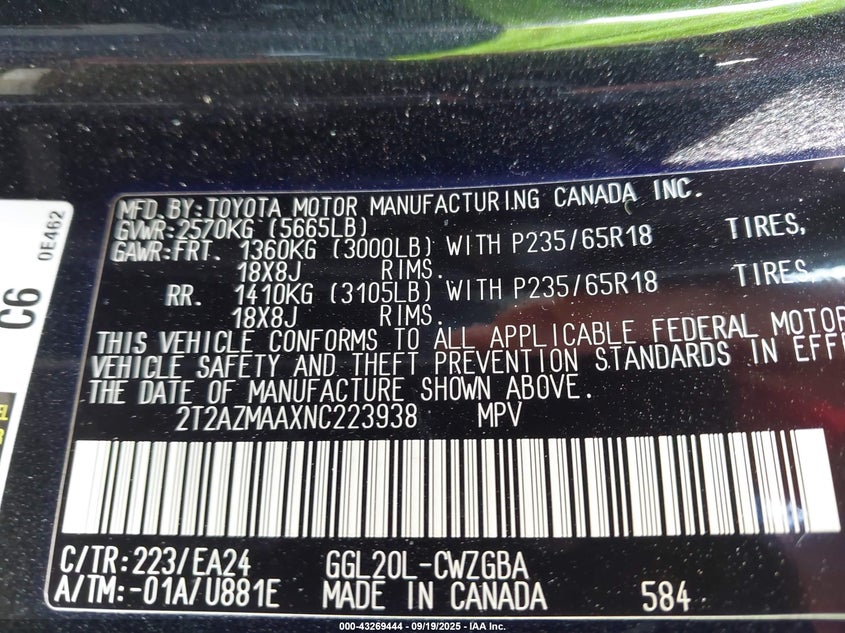 MFD.BY:TOYOTA MOTOR MANUFACTURING CANADA INC.
GVWR:2570KG (5665LB)
GAWR:FRT. 1360KG (3000LB) WITH P235/65R18 TIRES,
18X8J RIMS.
RR. 1410KG (3105LB) WITH P235/65R18 TIRES,
18X8J RIMS.
THIS VEHICLE CONFORMS TO ALL APPLICABLE FEDERAL MOTOR
VEHICLE SAFETY AND THEFT PREVENTION STANDARDS IN EFFE
THE DATE OF MANUFACTURE SHOWN ABOVE.
2T2AZMAAXNC223938 MPV
C/TR:223/EA24 GGL20L-CWZGBA
A/TM:-01A/U881E MADE IN CANADA 584
0E462
C6
000-43269444 - 09/19/2025 - IAA Inc.